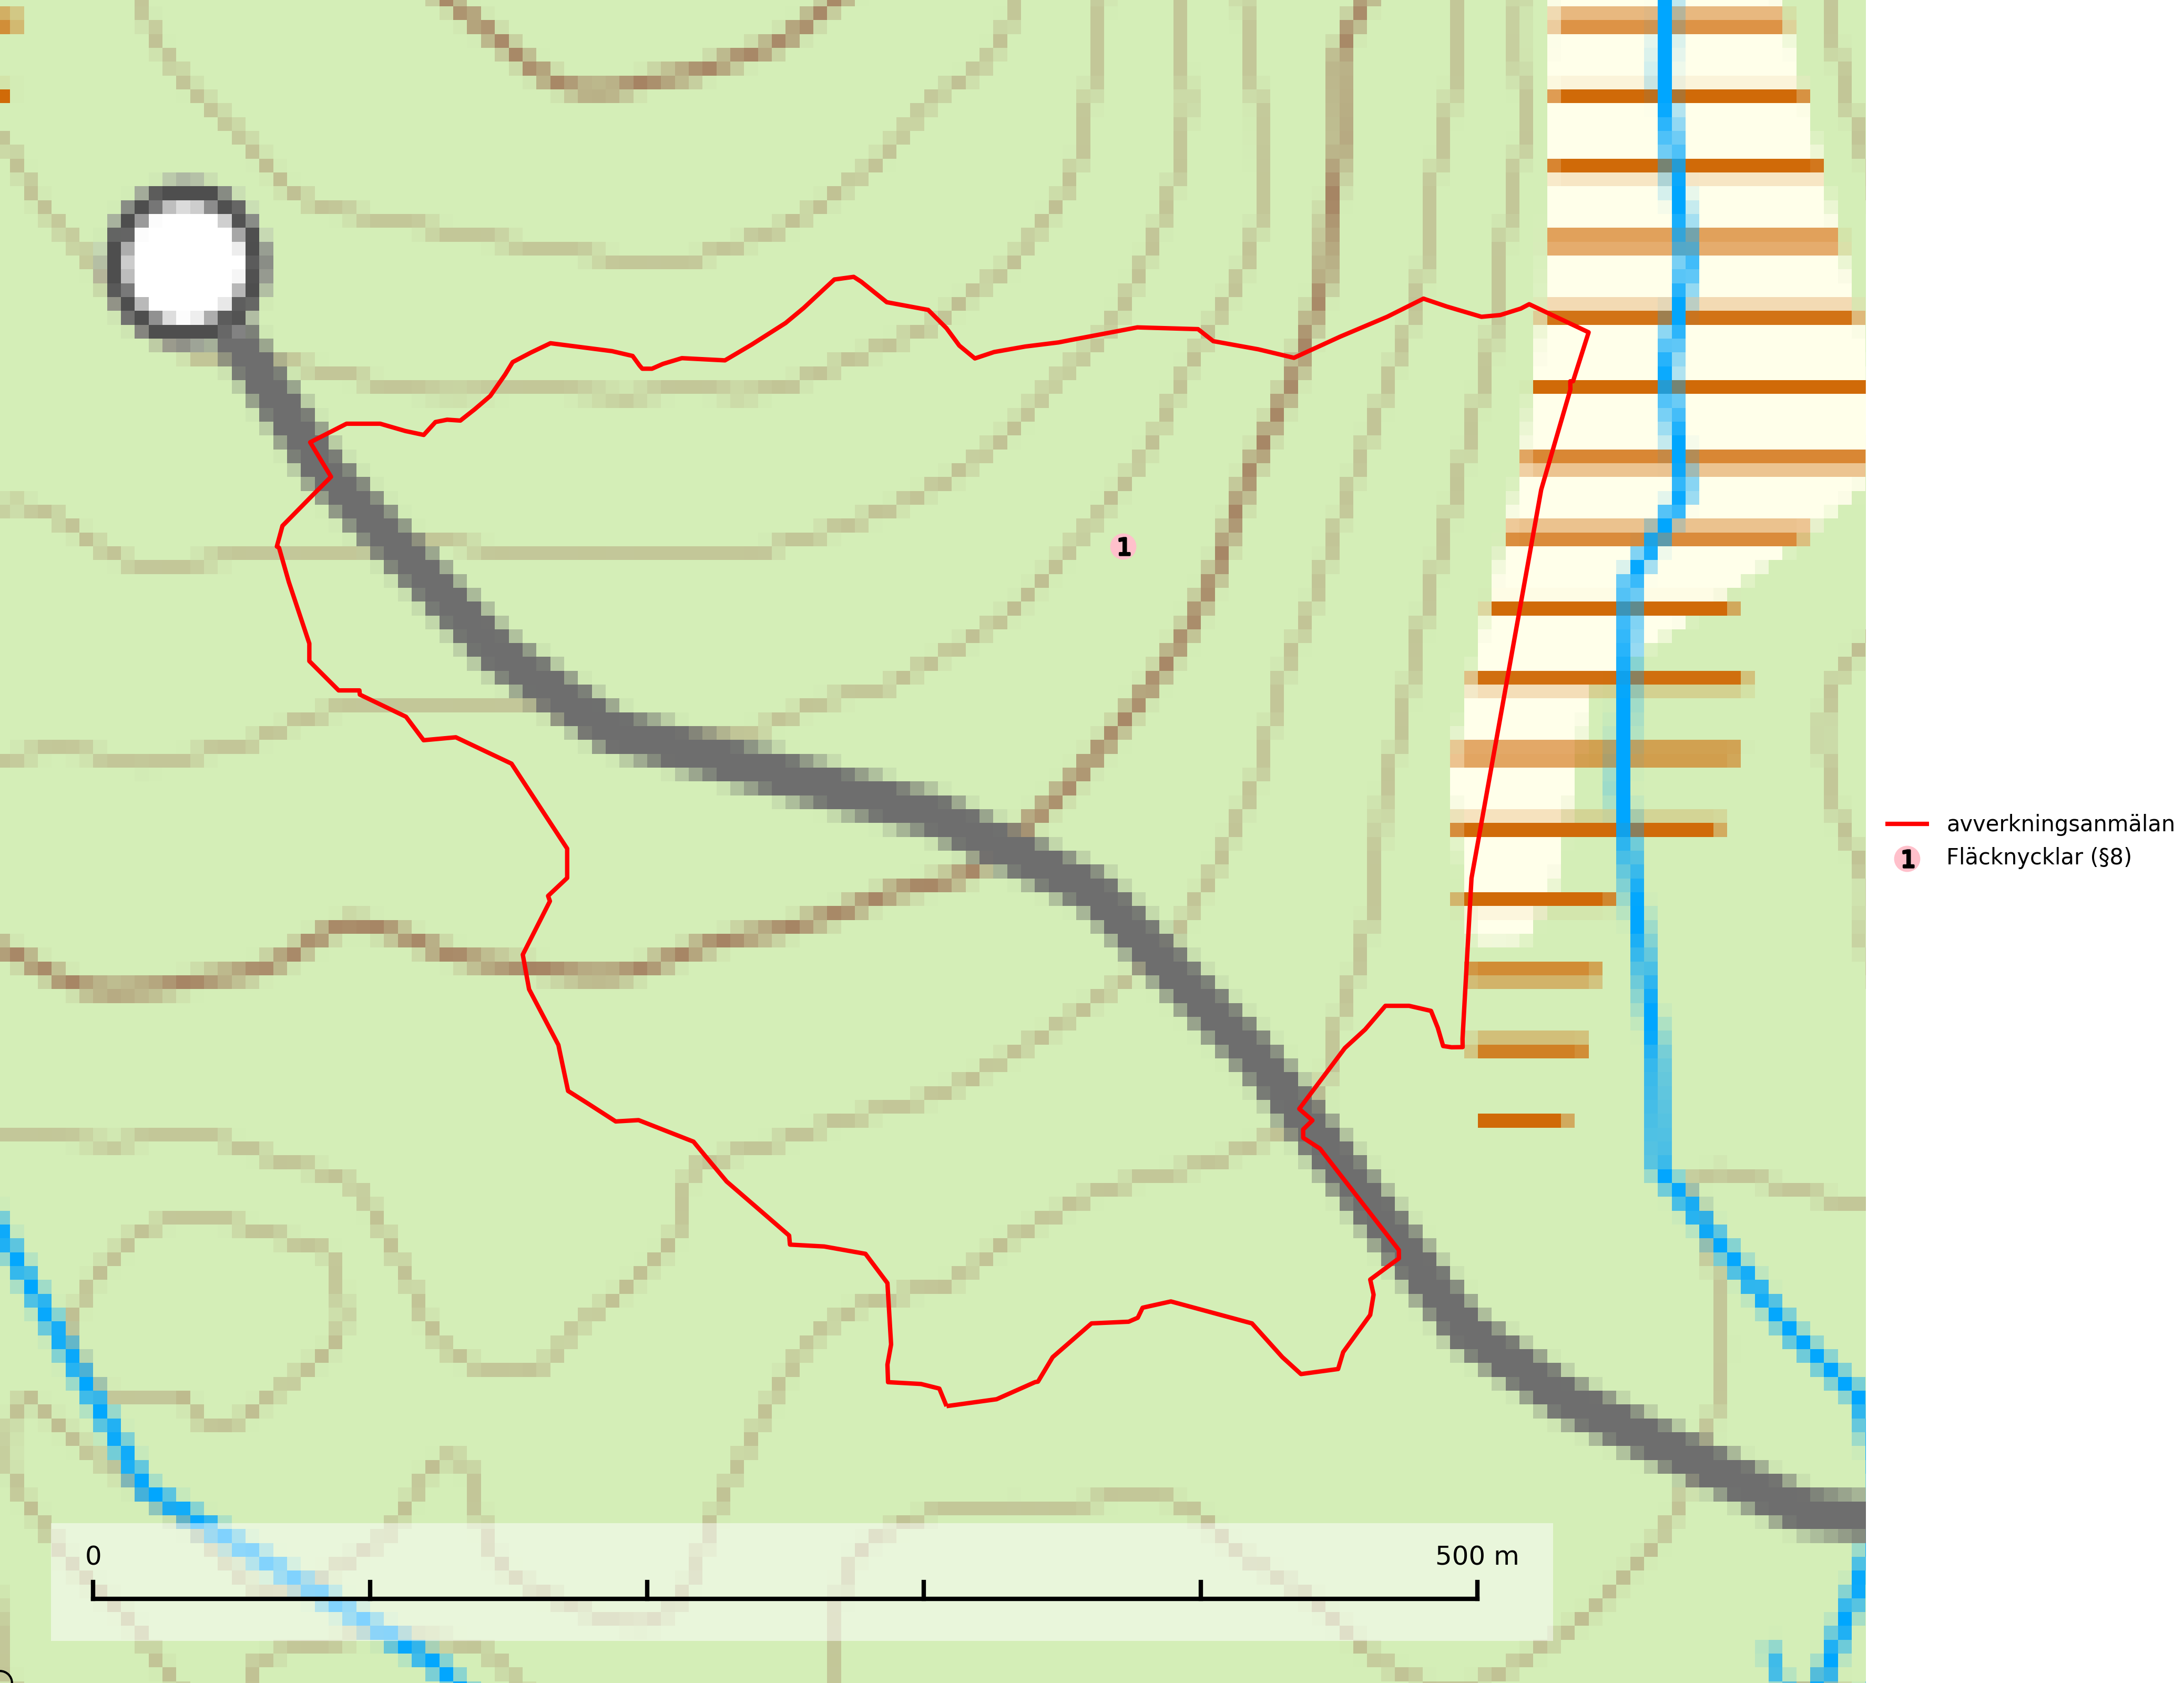 1
avverkningsanmälan
1 Fläcknycklar (§8)
0 500 m